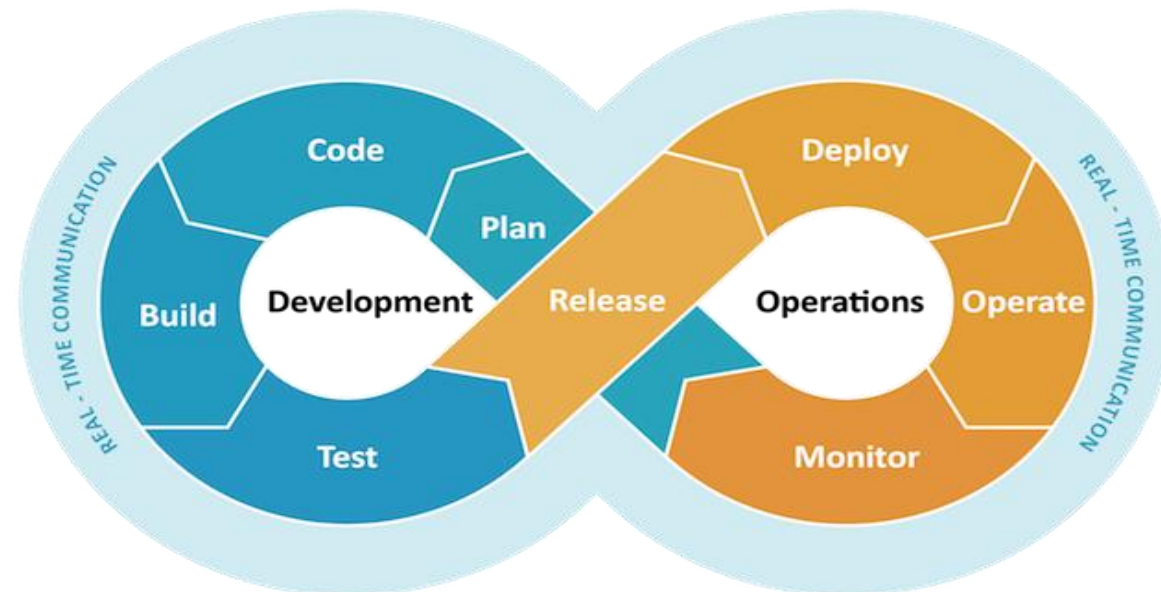 Code
Deploy
Plan
Build
Development
Release
Operations
Operate
Test
Monitor
REAL - TIME COMMUNICATION
REAL - TIME COMMUNICATION